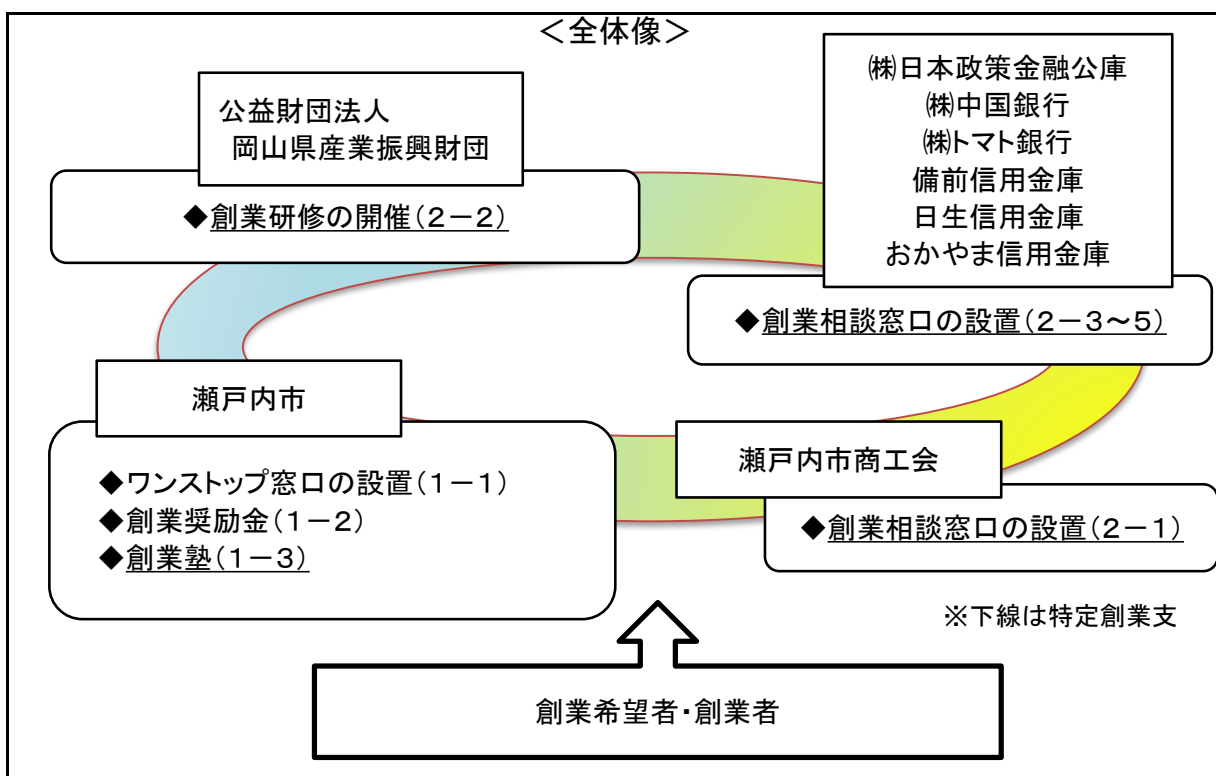 ＜全体像＞
公益財団法人
岡山県産業振興財団
◆創業研修の開催(２－２)
㈱日本政策金融公庫
㈱中国銀行
㈱トマト銀行
備前信用金庫
日生信用金庫
おかやま信用金庫
◆創業相談窓口の設置(２－３～５)
瀬戸内市
◆ワンストップ窓口の設置(１－１)
◆創業奨励金(１－２)
◆創業塾(１－３)
瀬戸内市商工会
◆創業相談窓口の設置(２－１)
※下線は特定創業支
創業希望者・創業者